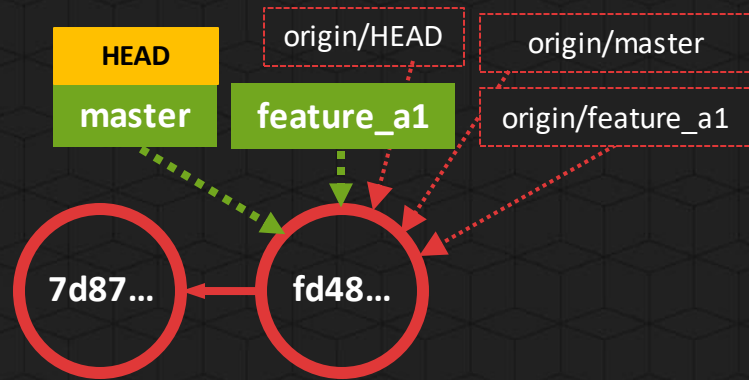 HEAD
master
feature_a1
origin/HEAD
origin/master
origin/feature_a1
7d87...
fd48...